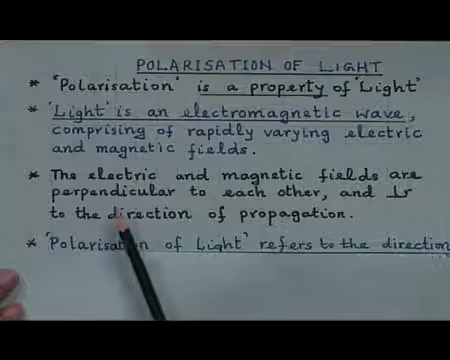 POLARISATION OF LIGHT
* 'Polarisation' is a property of 'Light'
* 'Light' is an electromagnetic wave,
comprising of rapidly varying electric
and magnetic fields.
* The electric and magnetic fields are
perpendicular to each other, and ⊥r
to the direction of propagation.
* 'Polarisation of Light' refers to the direction